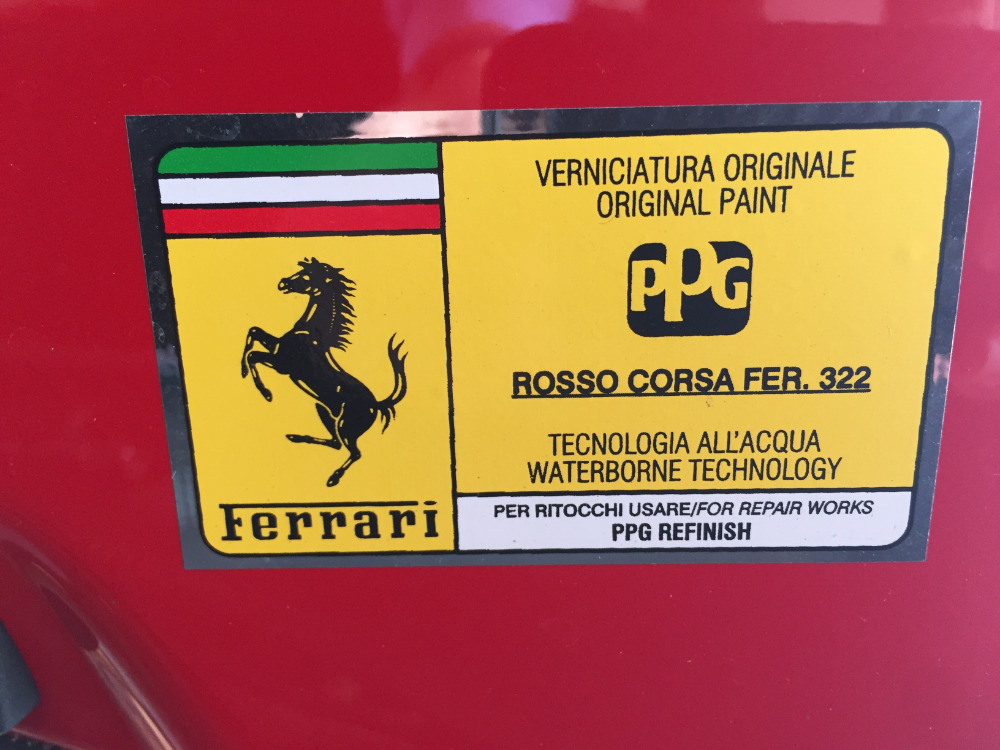 Ferrari
VERNICIATURA ORIGINALE
ORIGINAL PAINT
PPG
ROSSO CORSA FER. 322
TECNOLOGIA ALL'ACQUA
WATERBORNE TECHNOLOGY
PER RITOCCHI USARE/FOR REPAIR WORKS
PPG REFINISH